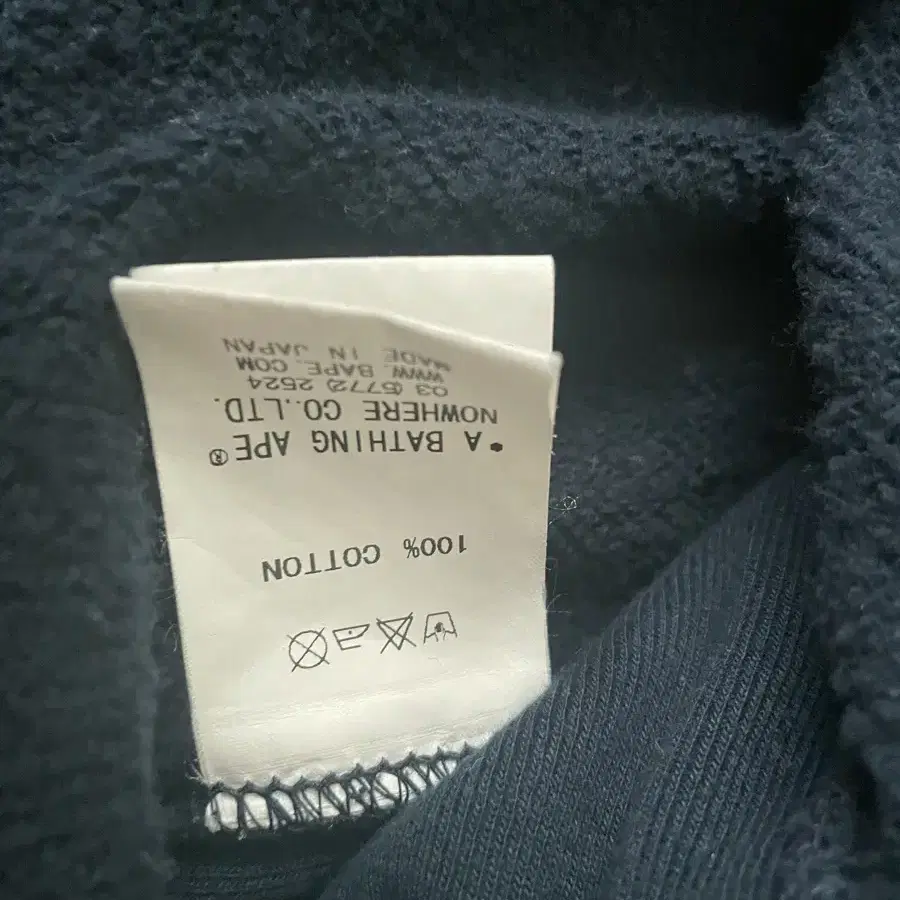 100% COTTON
* A BATHING APE®
NOWHERE CO.LTD.
03 (5772) 2524
WWW. BAPE. COM
MADE IN JAPAN